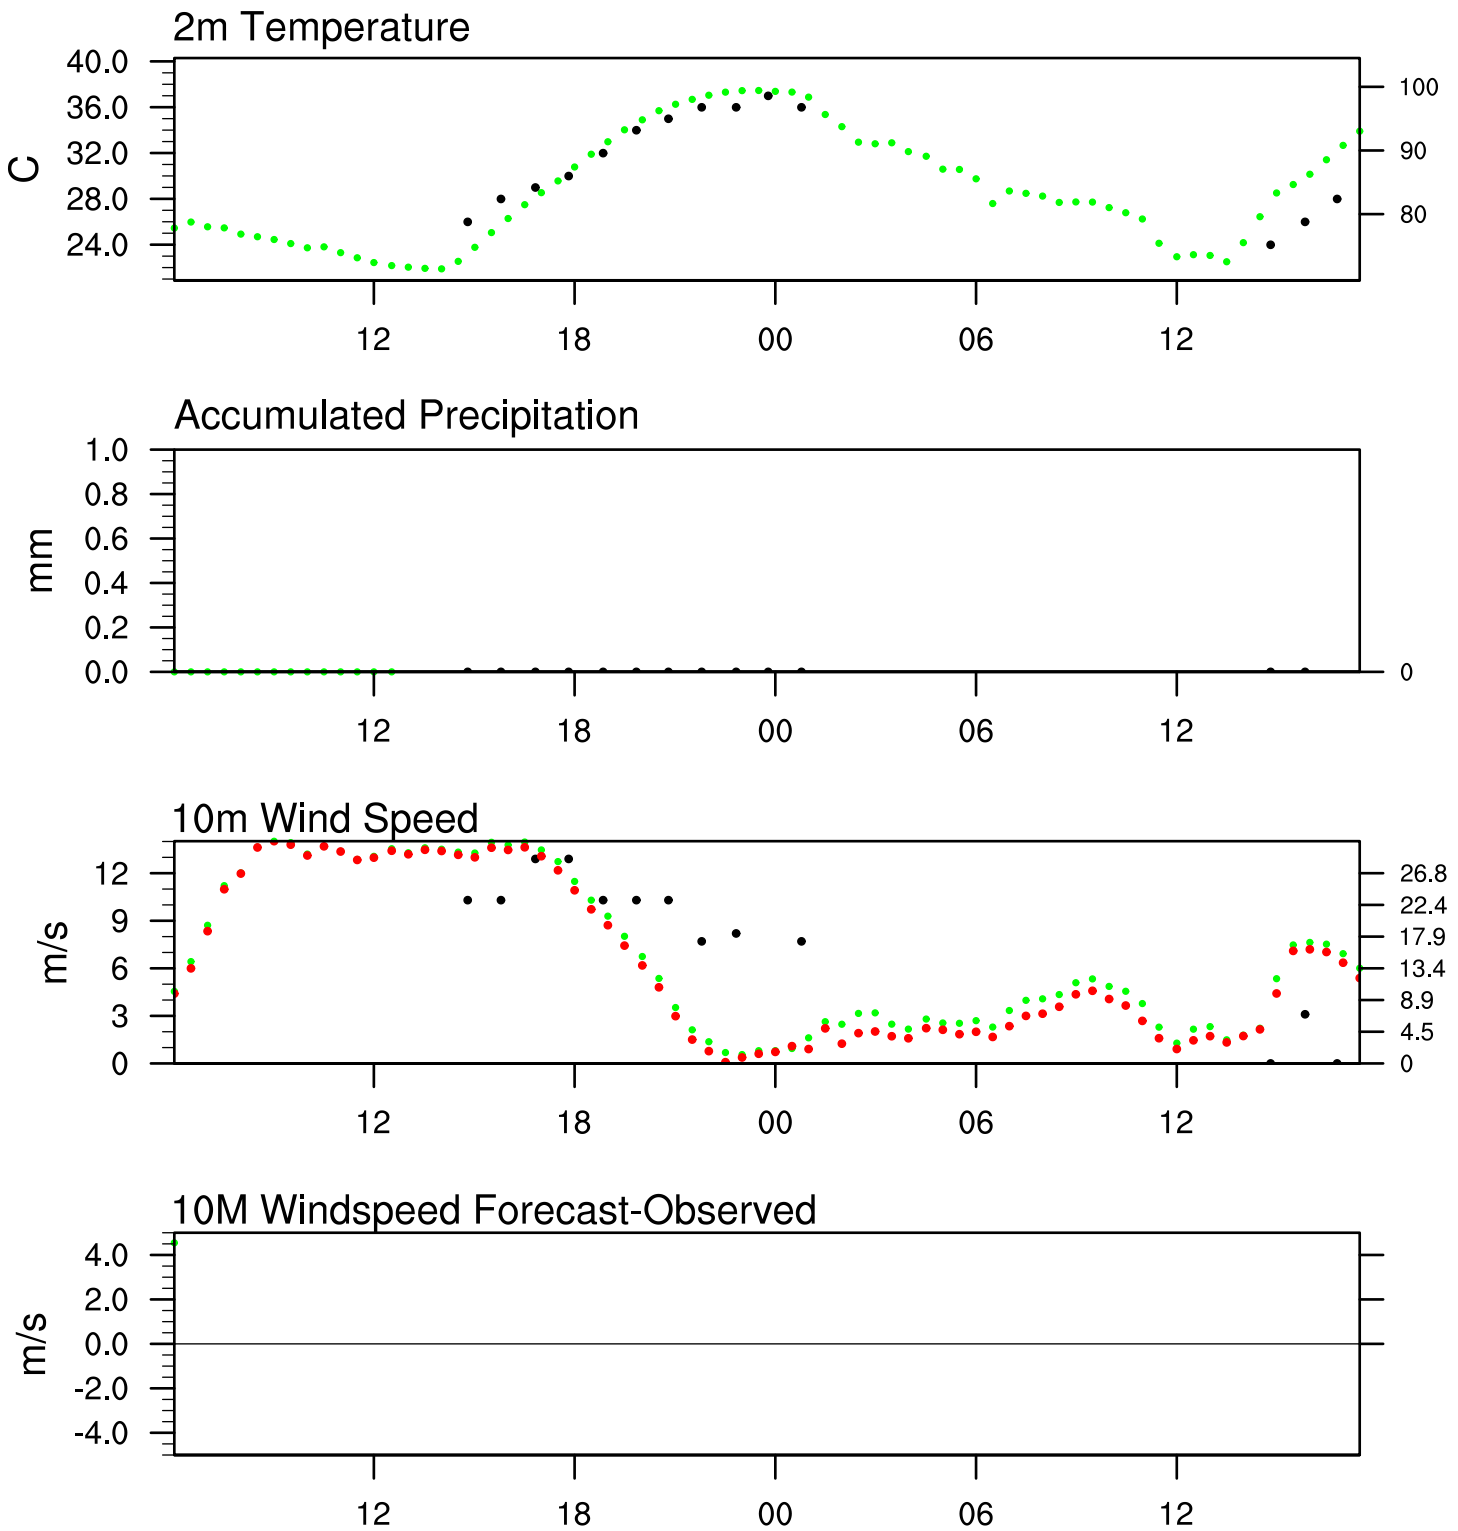 2m Temperature
40.0
36.0
32.0
28.0
24.0
C
100
90
80
12 18 00 06 12
Accumulated Precipitation
1.0
0.8
0.6
0.4
0.2
0.0
mm
0
12 18 00 06 12
10m Wind Speed
12
9
6
3
0
m/s
26.8
22.4
17.9
13.4
8.9
4.5
0
12 18 00 06 12
10M Windspeed Forecast-Observed
4.0
2.0
0.0
-2.0
-4.0
m/s
12 18 00 06 12